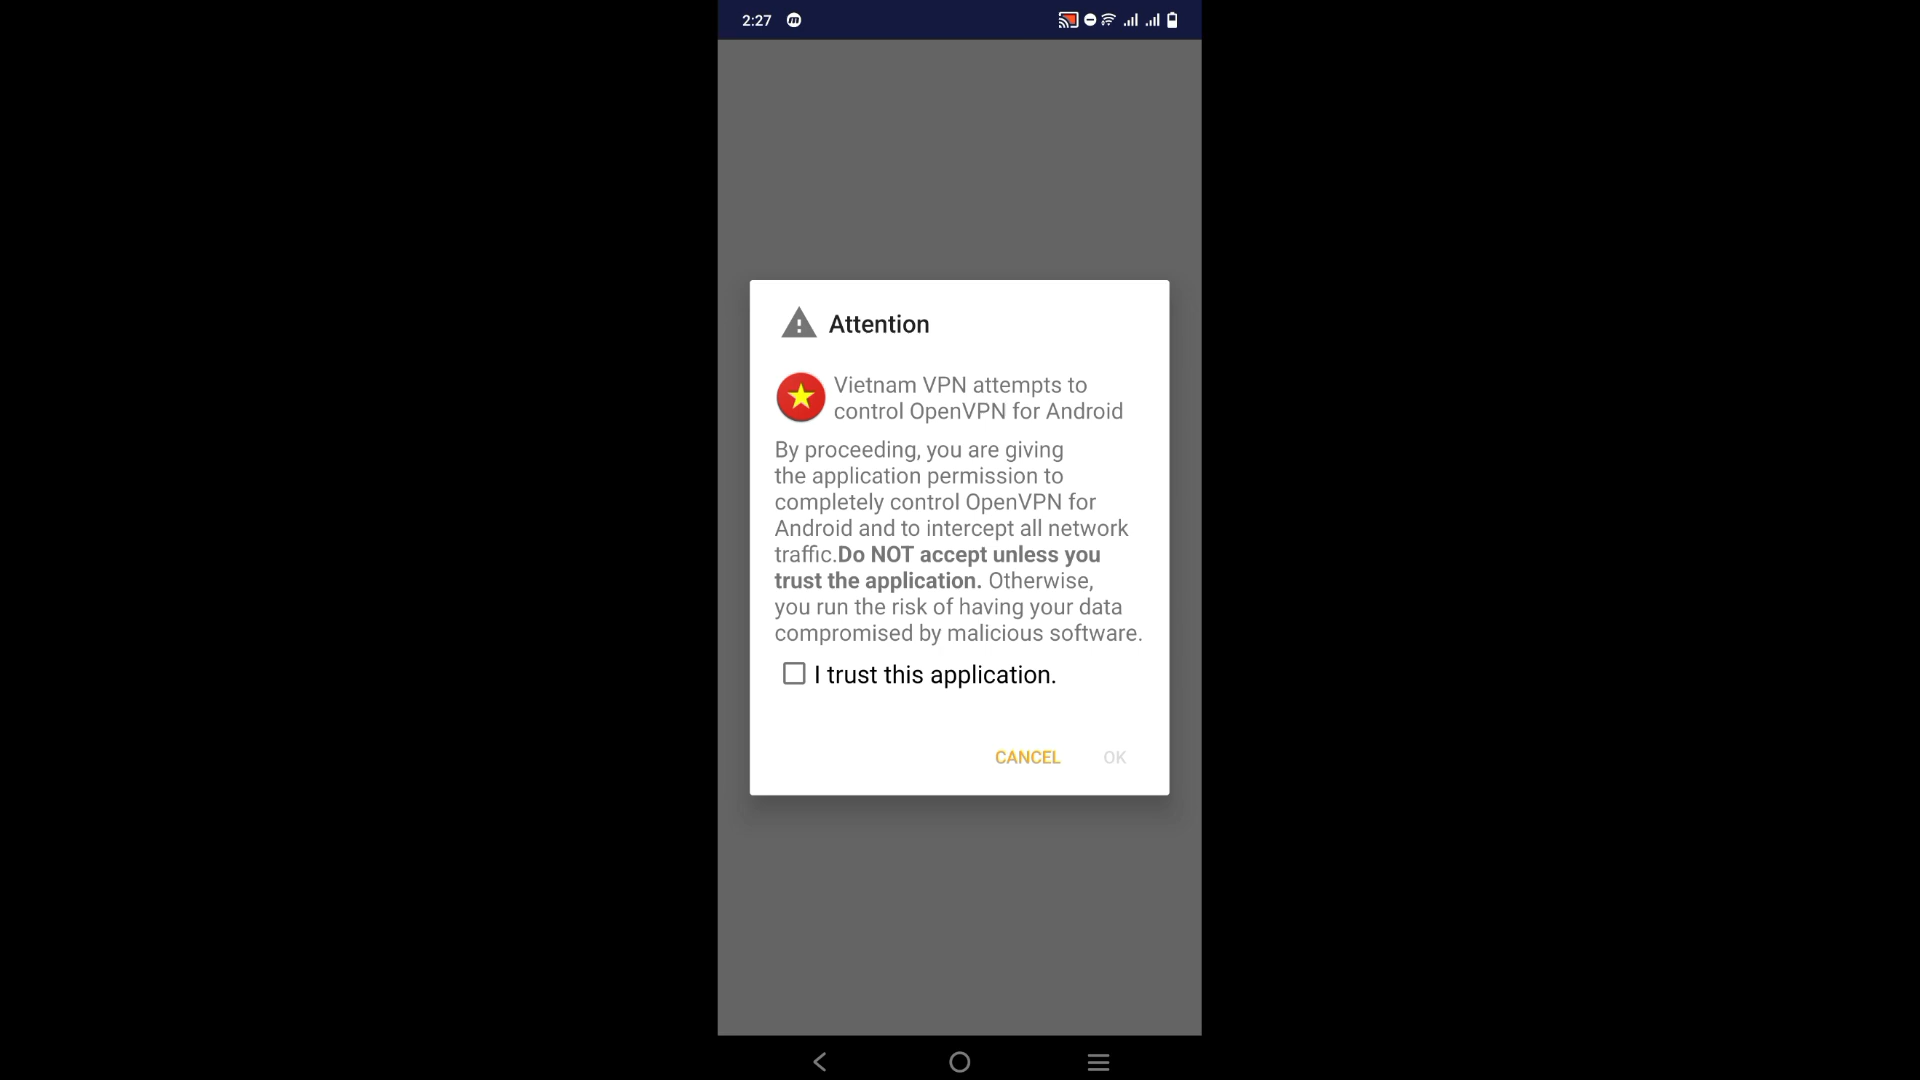 2:27
Attention
Vietnam VPN attempts to
control OpenVPN for Android
By proceeding, you are giving
the application permission to
completely control OpenVPN for
Android and to intercept all network
traffic.Do NOT accept unless you
trust the application. Otherwise,
you run the risk of having your data
compromised by malicious software.
I trust this application.
CANCEL OK